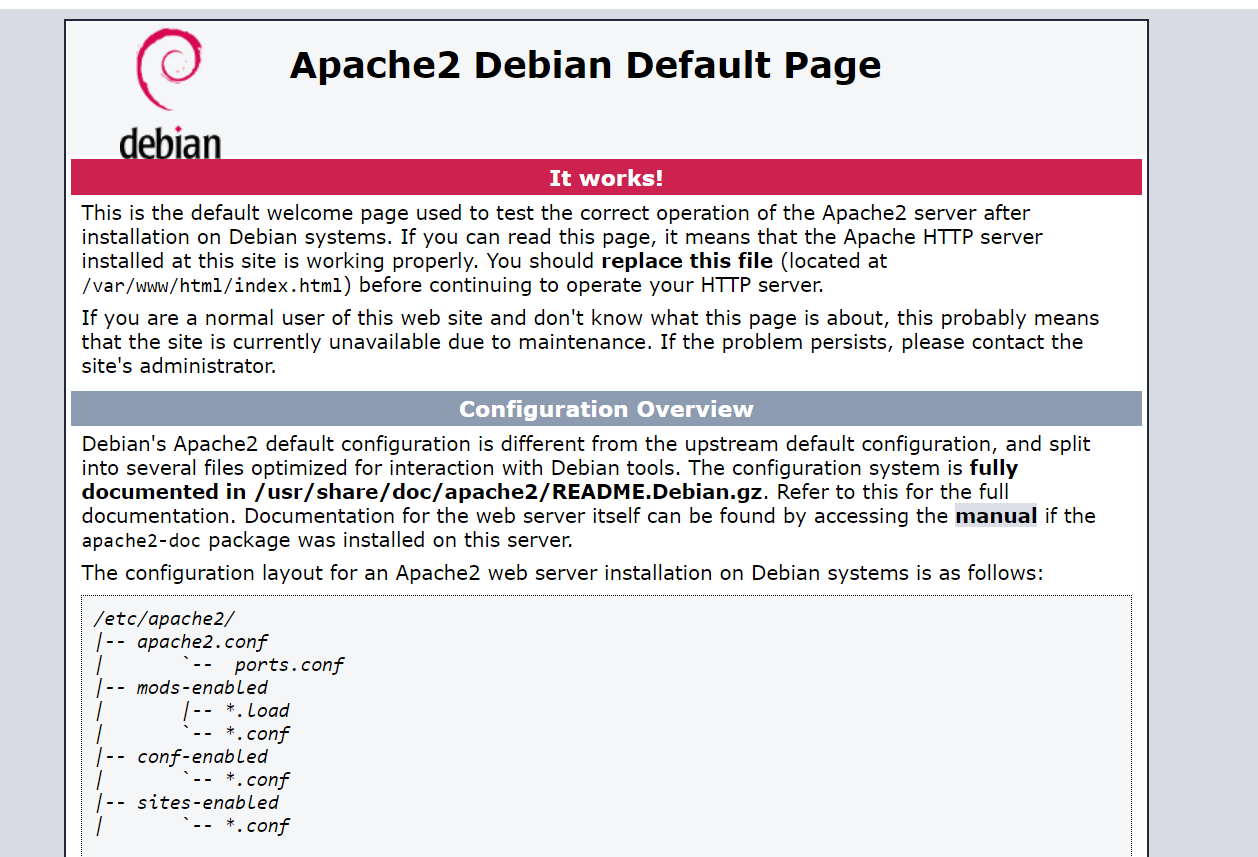 debian
Apache2 Debian Default Page
It works!
This is the default welcome page used to test the correct operation of the Apache2 server after
installation on Debian systems. If you can read this page, it means that the Apache HTTP server
installed at this site is working properly. You should replace this file (located at
/var/www/html/index.html) before continuing to operate your HTTP server.
If you are a normal user of this web site and don't know what this page is about, this probably means
that the site is currently unavailable due to maintenance. If the problem persists, please contact the
site's administrator.
Configuration Overview
Debian's Apache2 default configuration is different from the upstream default configuration, and split
into several files optimized for interaction with Debian tools. The configuration system is fully
documented in /usr/share/doc/apache2/README.Debian.gz. Refer to this for the full
documentation. Documentation for the web server itself can be found by accessing the manual if the
apache2-doc package was installed on this server.
The configuration layout for an Apache2 web server installation on Debian systems is as follows:
/etc/apache2/
|-- apache2.conf
|       `--  ports.conf
|-- mods-enabled
|       |-- *.load
|       `-- *.conf
|-- conf-enabled
|       `-- *.conf
|-- sites-enabled
|       `-- *.conf